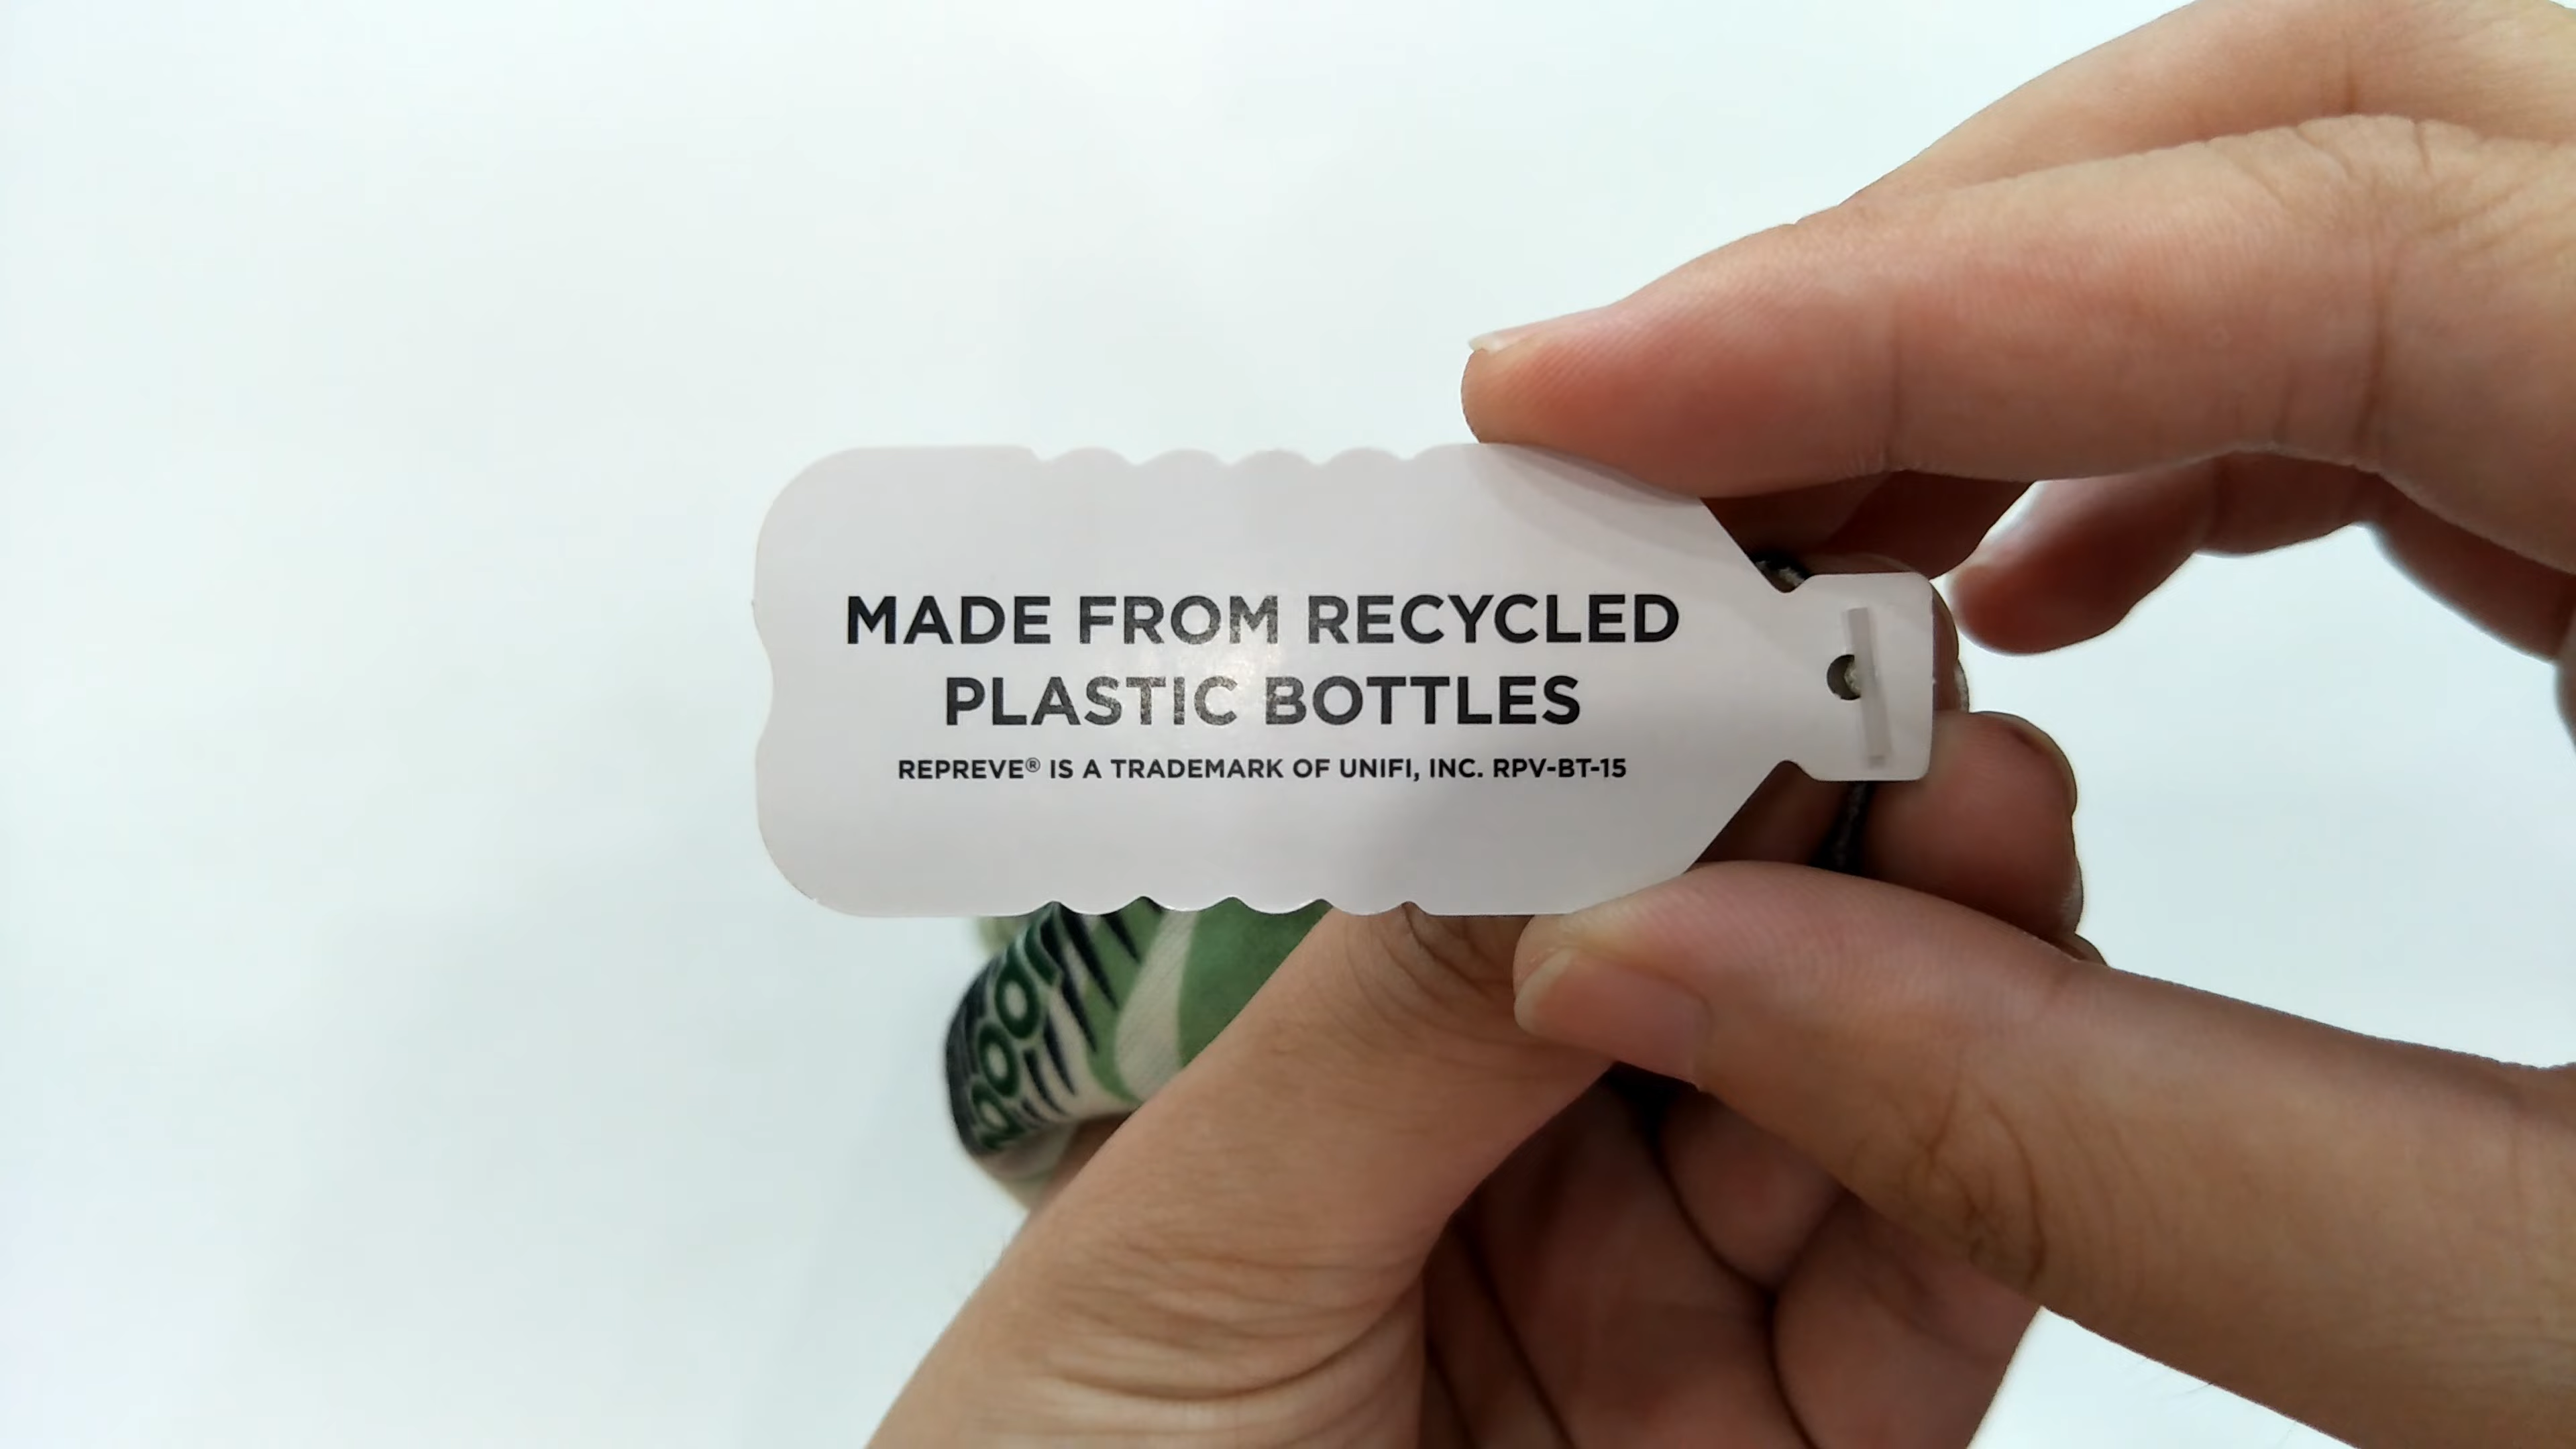 MADE FROM RECYCLED
PLASTIC BOTTLES
REPREVE® IS A TRADEMARK OF UNIFI, INC. RPV-BT-15